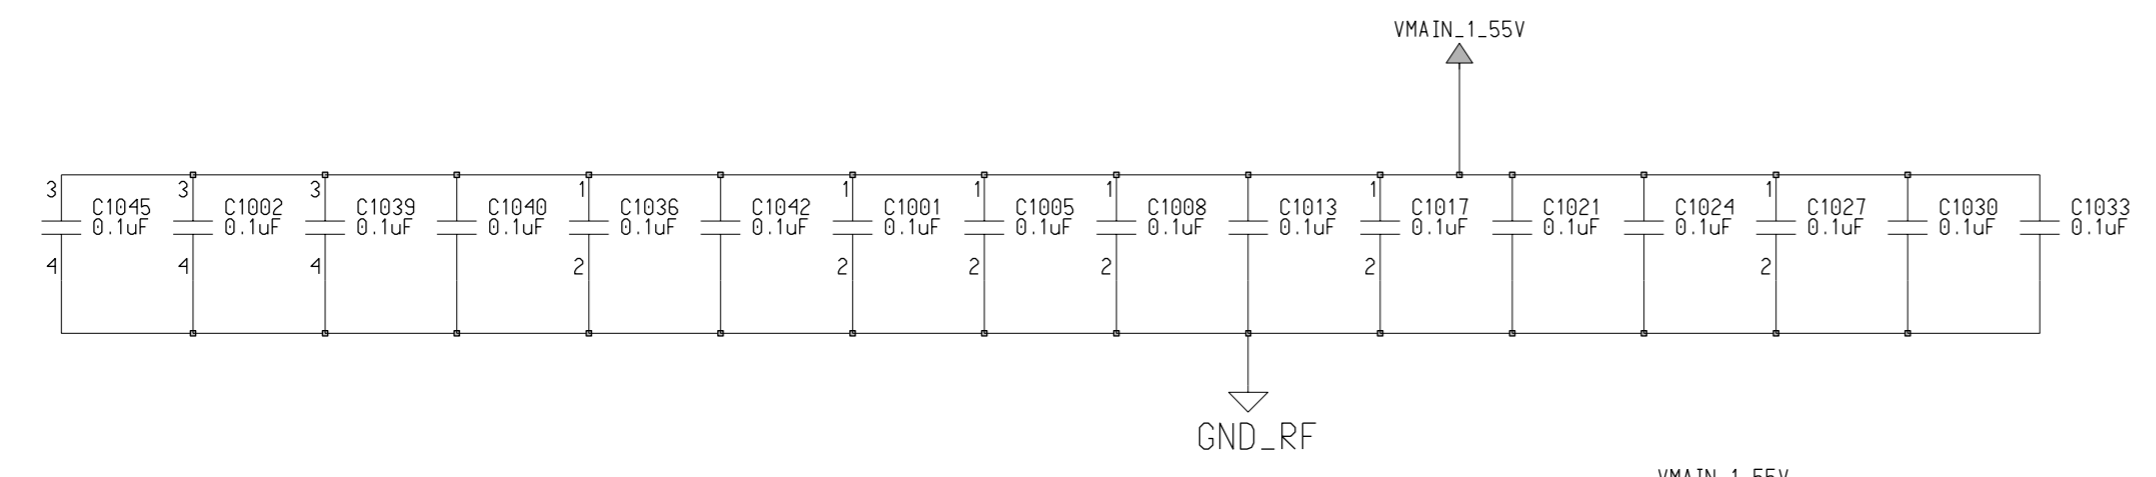 VMAIN_1_55V
3 3 3 1 1 1 1 1 1
C1045 C1002 C1039 C1040 C1036 C1042 C1001 C1005 C1008 C1013 C1017 C1021 C1024 C1027 C1030 C1033
0.1uF 0.1uF 0.1uF 0.1uF 0.1uF 0.1uF 0.1uF 0.1uF 0.1uF 0.1uF 0.1uF 0.1uF 0.1uF 0.1uF 0.1uF 0.1uF
4 4 4 2 2 2 2 2 2
GND_RF
VMAIN_1_55V